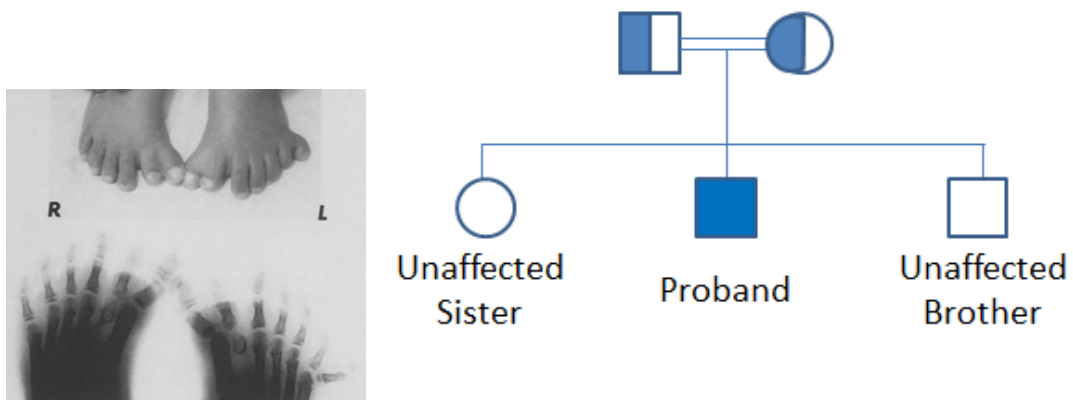 R L
Unaffected
Sister
Proband
Unaffected
Brother